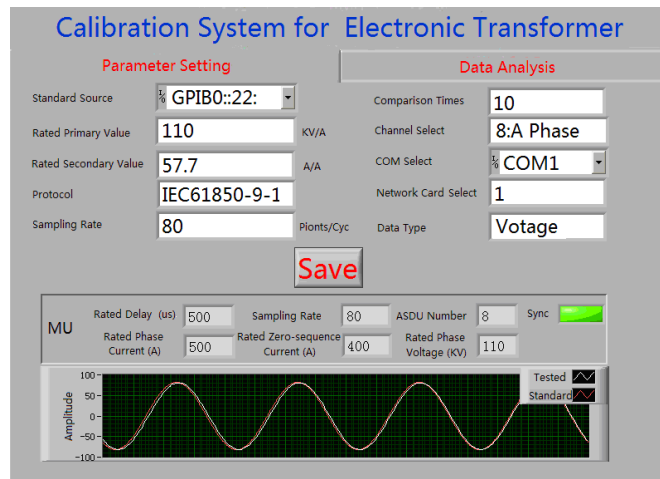 Calibration System for Electronic Transformer
Parameter Setting
Data Analysis
Standard Source GPIB0::22:
Comparison Times 10
Rated Primary Value 110 KV/A
Channel Select 8:A Phase
Rated Secondary Value 57.7 A/A
COM Select COM1
Protocol IEC61850-9-1
Network Card Select 1
Sampling Rate 80 Pionts/Cyc
Data Type Votage
Save
MU
Rated Delay (us) 500 Sampling Rate 80 ASDU Number 8 Sync
Rated Phase Current (A) 500 Rated Zero-sequence Current (A) 400 Rated Phase Voltage (KV) 110
Amplitude
100
50
0
-50
-100
Tested
Standard